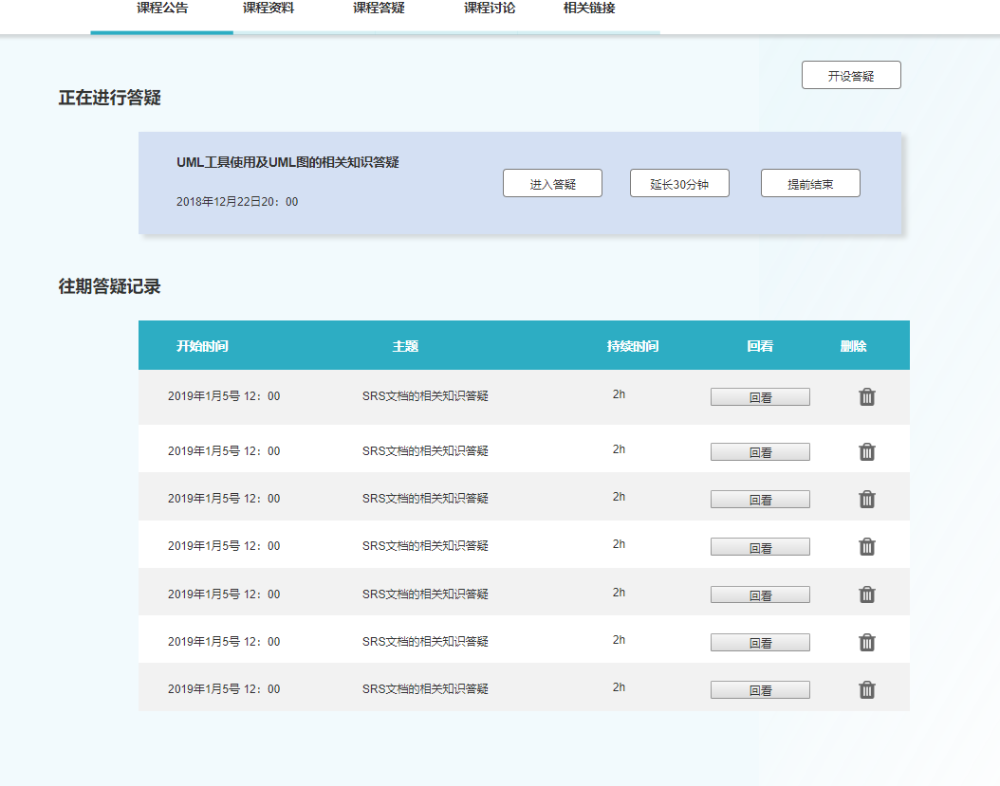 课程公告 课程资料 课程答疑 课程讨论 相关链接
开设答疑
正在进行答疑
UML工具使用及UML图的相关知识答疑
2018年12月22日20：00
进入答疑 延长30分钟 提前结束
往期答疑记录
开始时间 主题 持续时间 回看 删除
2019年1月5号 12：00 SRS文档的相关知识答疑 2h 回看
2019年1月5号 12：00 SRS文档的相关知识答疑 2h 回看
2019年1月5号 12：00 SRS文档的相关知识答疑 2h 回看
2019年1月5号 12：00 SRS文档的相关知识答疑 2h 回看
2019年1月5号 12：00 SRS文档的相关知识答疑 2h 回看
2019年1月5号 12：00 SRS文档的相关知识答疑 2h 回看
2019年1月5号 12：00 SRS文档的相关知识答疑 2h 回看